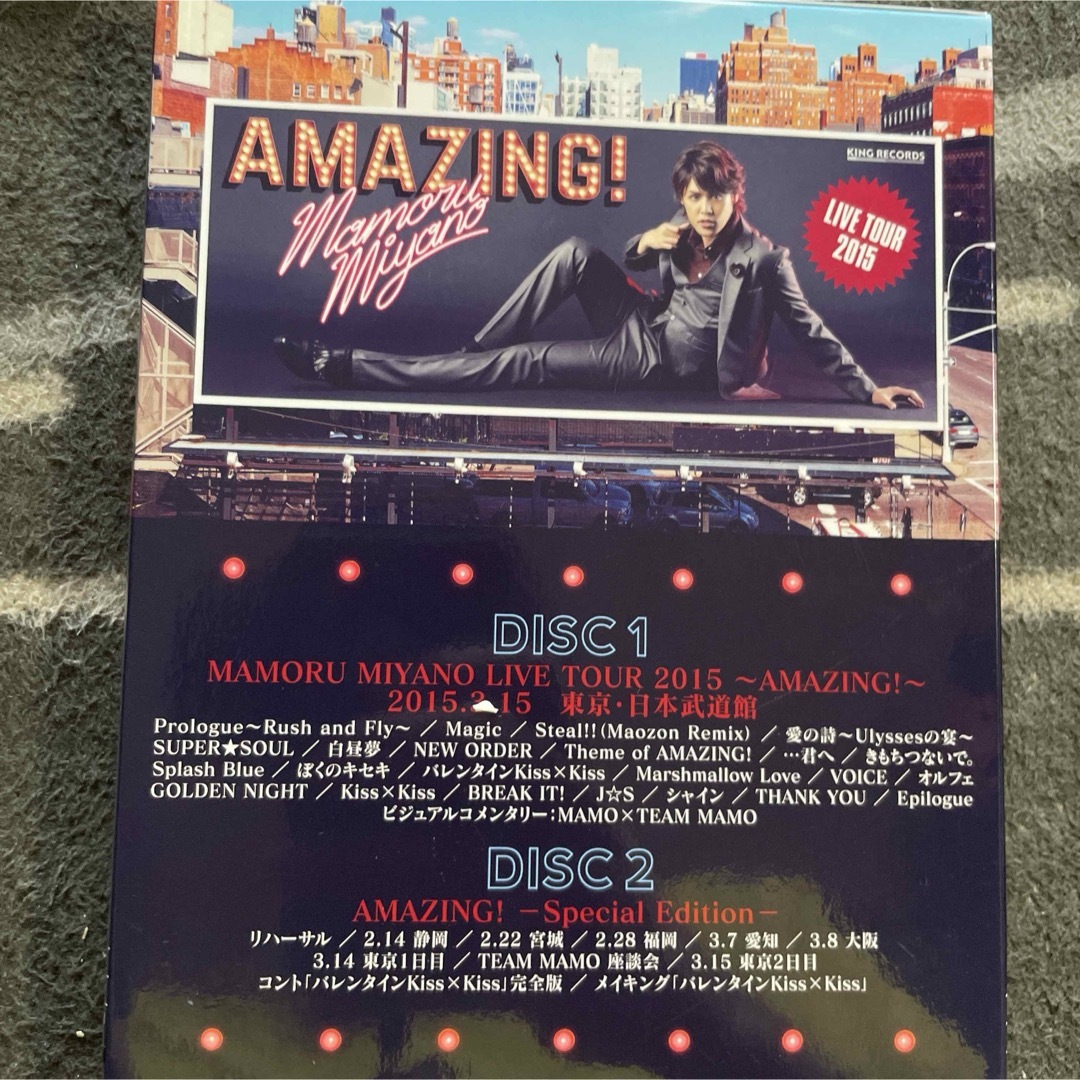 AMAZING!
Mamoru
Miyano
KING RECORDS
LIVE TOUR
2015
DISC 1
MAMORU MIYANO LIVE TOUR 2015 ～AMAZING!～
2015. .15 東京・日本武道館
Prologue～Rush and Fly～ ／ Magic ／ Steal!!(Maozon Remix) ／ 愛の詩～Ulyssesの宴～
SUPER★SOUL ／ 白昼夢 ／ NEW ORDER ／ Theme of AMAZING! ／ …君へ ／ きもちつないで。
Splash Blue ／ ぼくのキセキ ／ バレンタインKiss×Kiss ／ Marshmallow Love ／ VOICE ／ オルフェ
GOLDEN NIGHT ／ Kiss×Kiss ／ BREAK IT! ／ J☆S ／ シャイン ／ THANK YOU ／ Epilogue
ビジュアルコメンタリー：MAMO×TEAM MAMO
DISC 2
AMAZING! －Special Edition－
リハーサル ／ 2.14 静岡 ／ 2.22 宮城 ／ 2.28 福岡 ／ 3.7 愛知 ／ 3.8 大阪
3.14 東京1日目 ／ TEAM MAMO 座談会 ／ 3.15 東京2日目
コント「バレンタインKiss×Kiss」完全版 ／ メイキング「バレンタインKiss×Kiss」